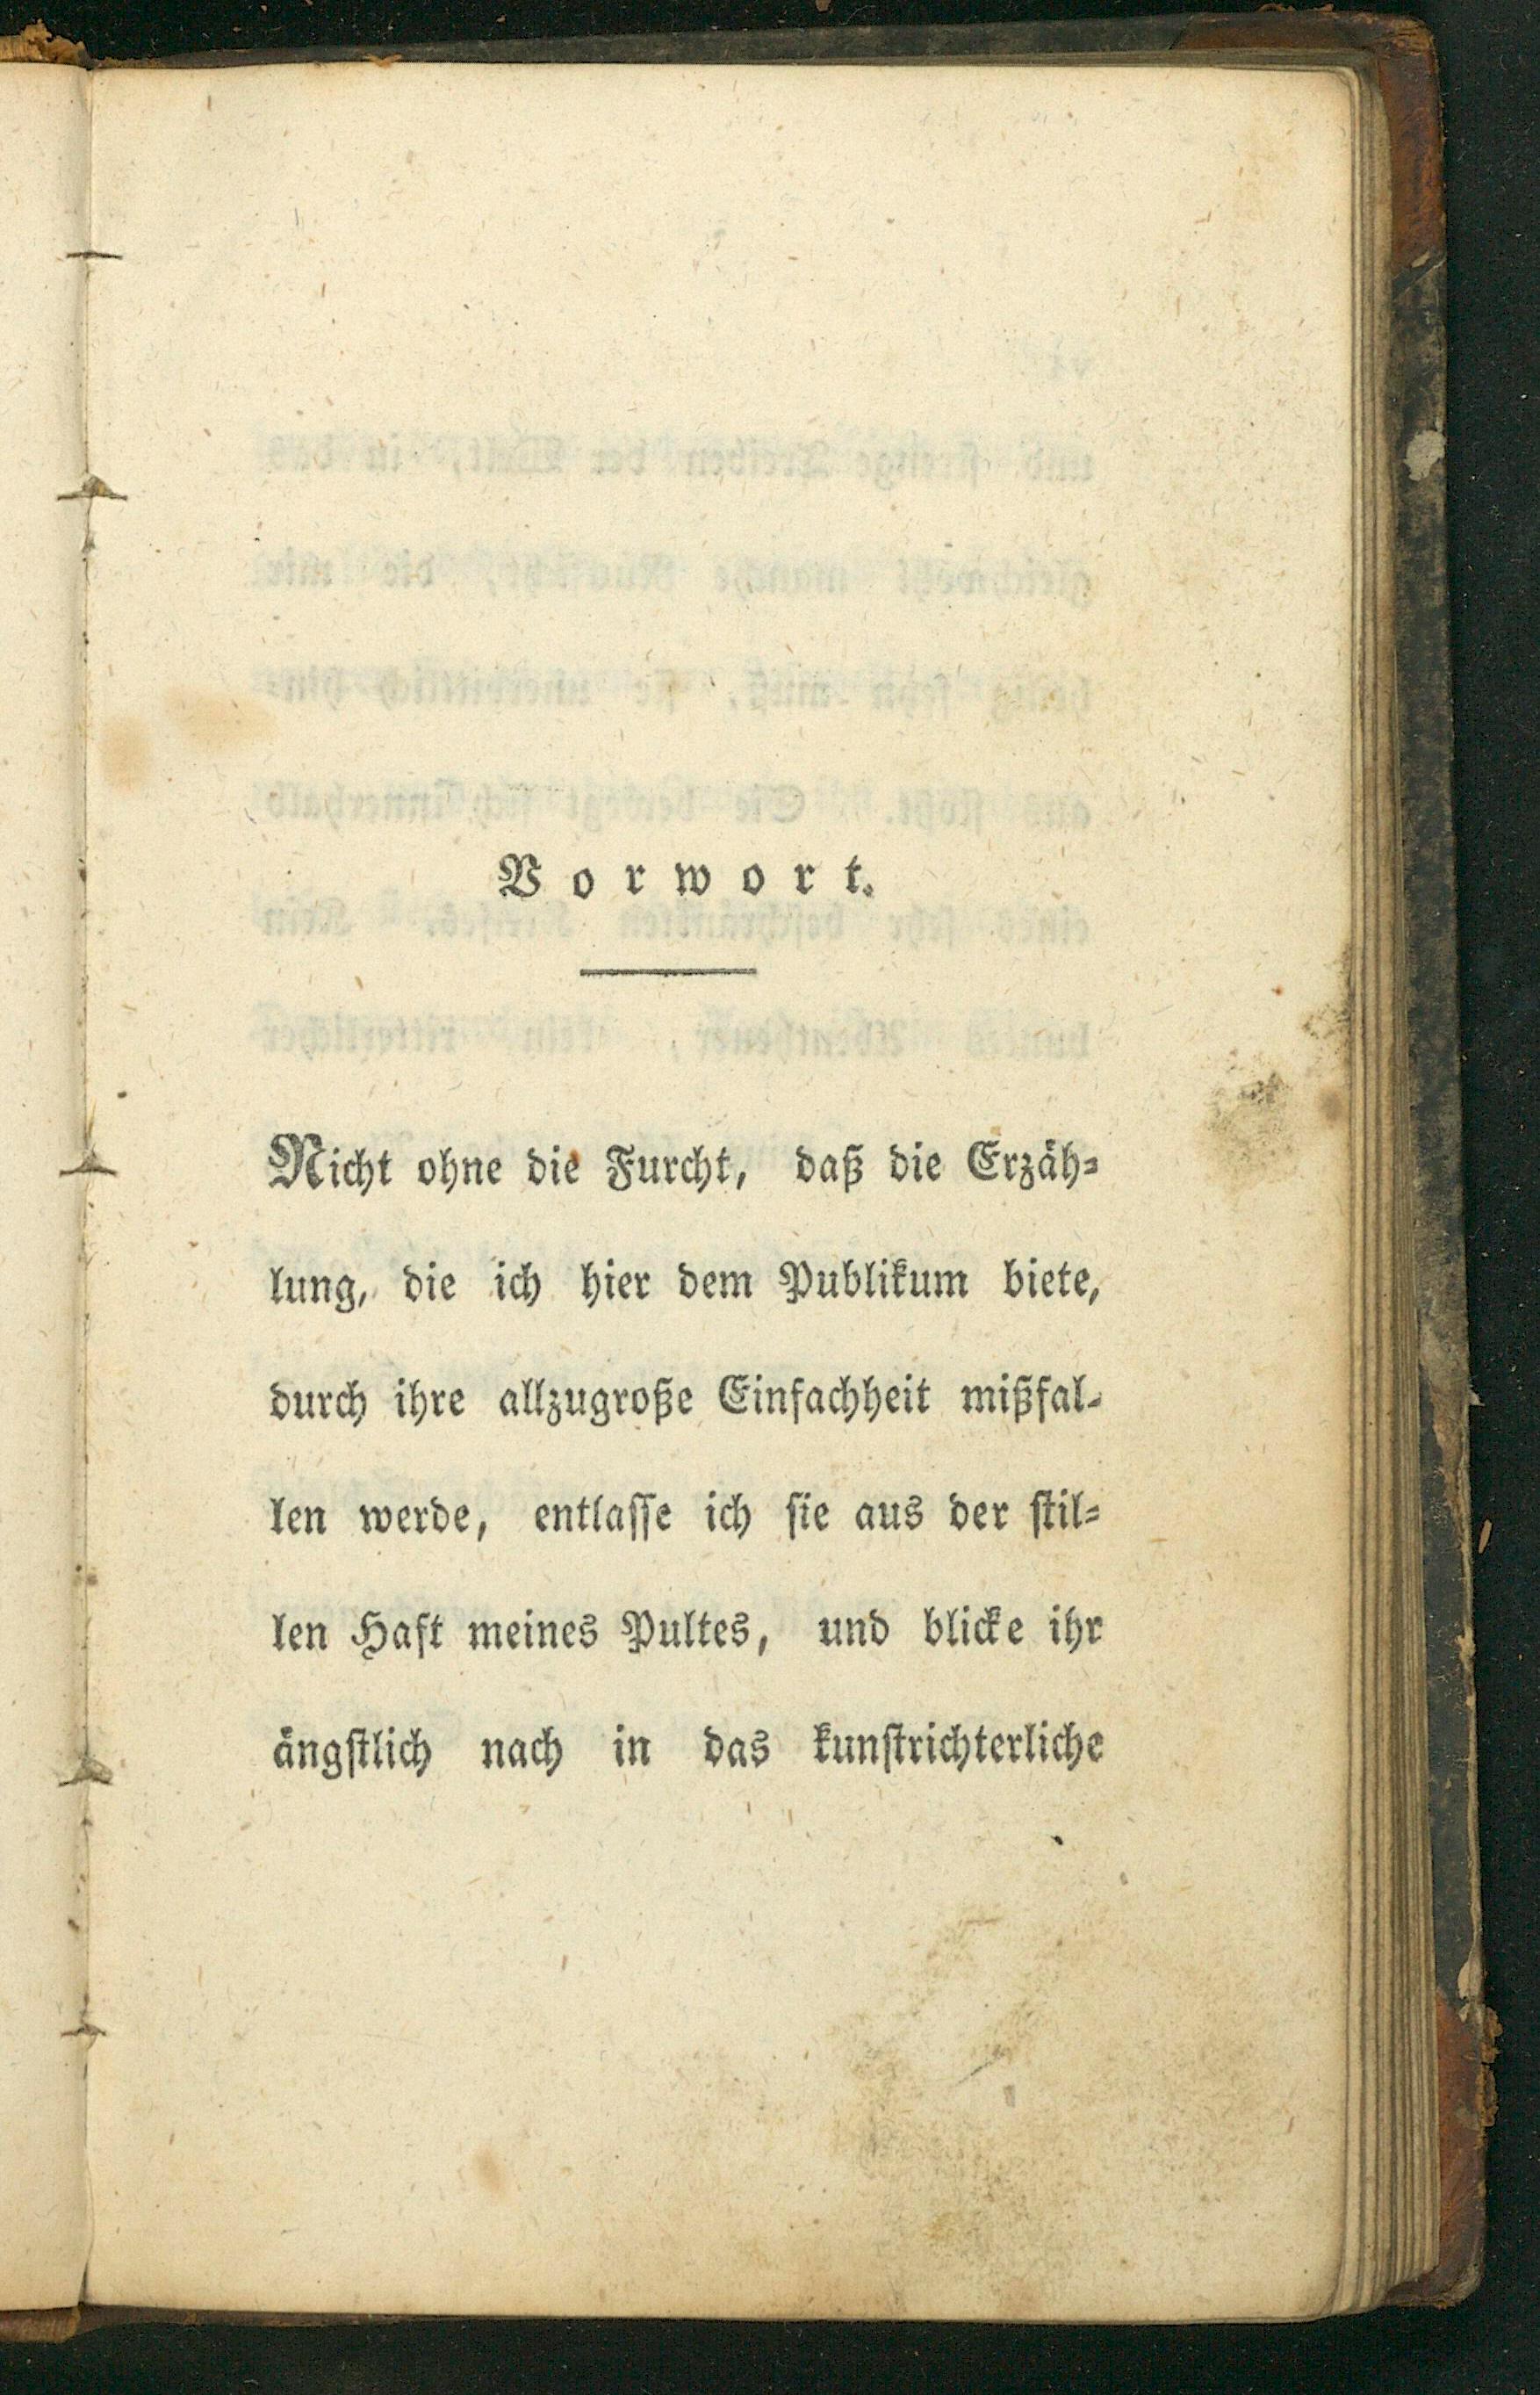 Vorwort.
Nicht ohne die Furcht, daß die Erzäh-
lung, die ich hier dem Publikum biete,
durch ihre allzugroße Einfachheit mißfal-
len werde, entlasse ich sie aus der stil-
len Haft meines Pultes, und blicke ihr
ängstlich nach in das kunstrichterliche